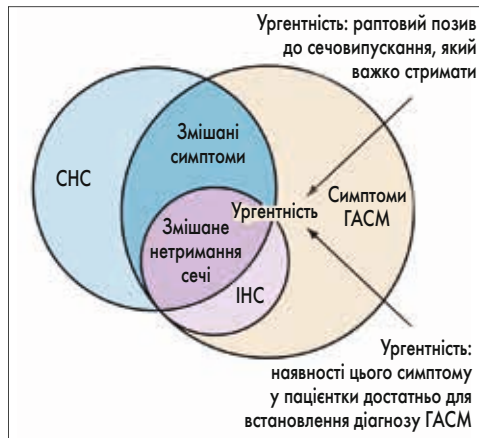 Ургентність: раптовий позив
до сечовипускання, який
важко стримати
Змішані
симптоми
СНС
Симптоми
ГАСМ
Ургентність
Змішане
нетримання
сечі
ІНС
Ургентність:
наявності цього симптому
у пацієнтки достатньо для
встановлення діагнозу ГАСМ